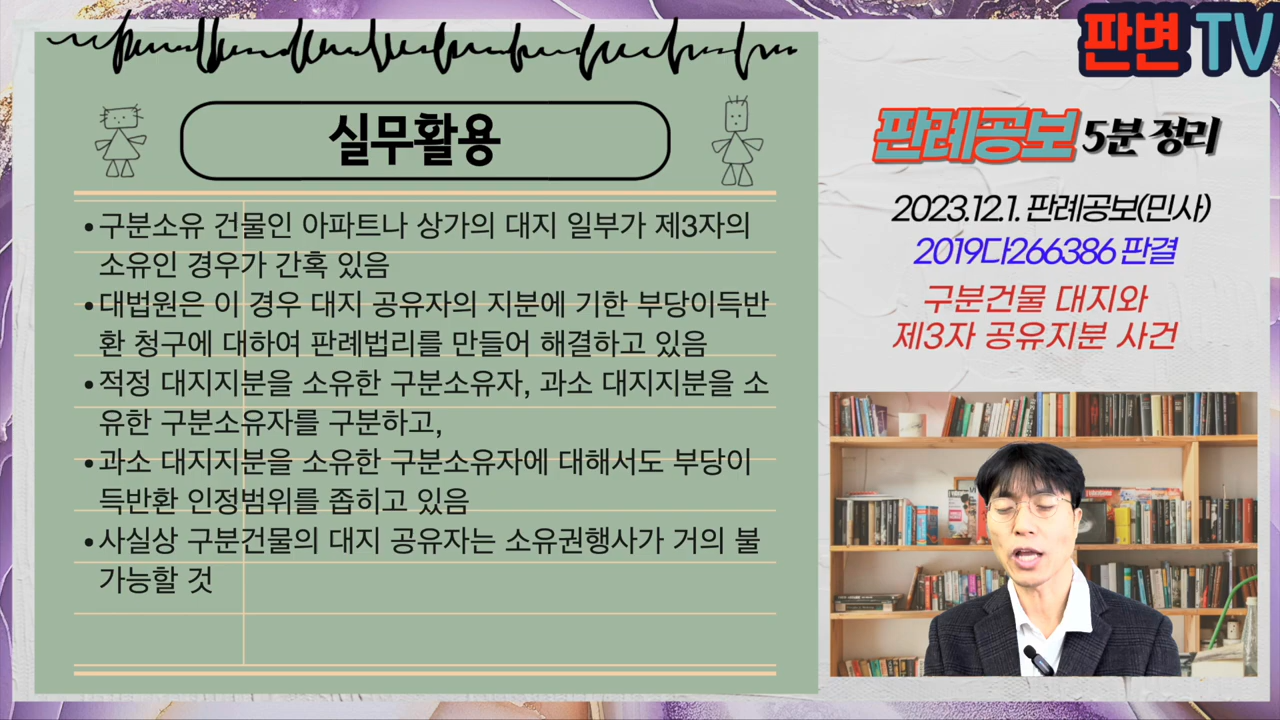 판변 TV
실무활용
•구분소유 건물인 아파트나 상가의 대지 일부가 제3자의
소유인 경우가 간혹 있음
•대법원은 이 경우 대지 공유자의 지분에 기한 부당이득반
환 청구에 대하여 판례법리를 만들어 해결하고 있음
•적정 대지지분을 소유한 구분소유자, 과소 대지지분을 소
유한 구분소유자를 구분하고,
•과소 대지지분을 소유한 구분소유자에 대해서도 부당이
득반환 인정범위를 좁히고 있음
•사실상 구분건물의 대지 공유자는 소유권행사가 거의 불
가능할 것
판례공보 5분 정리
2023.12.1. 판례공보(민사)
2019다266386 판결
구분건물 대지와
제3자 공유지분 사건